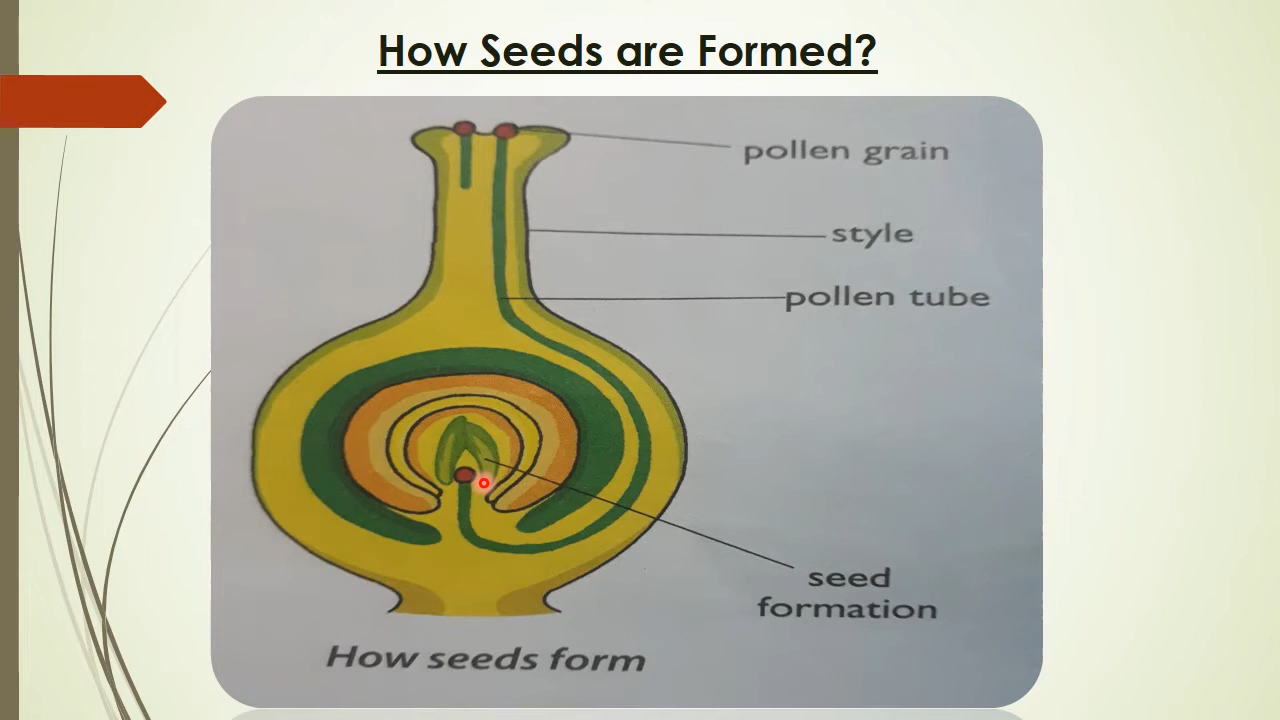 How Seeds are Formed?
pollen grain
style
pollen tube
seed
formation
How seeds form